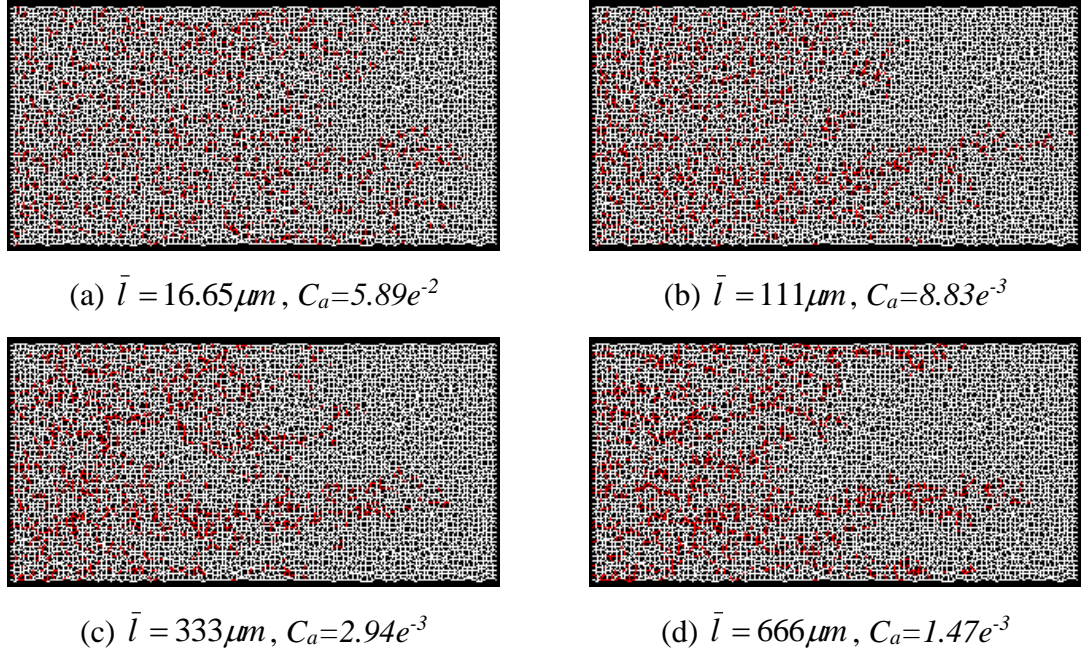 (a) l̄ = 16.65μm , Cₐ=5.89e⁻²
(b) l̄ = 111μm, Cₐ=8.83e⁻³
(c) l̄ = 333μm, Cₐ=2.94e⁻³
(d) l̄ = 666μm, Cₐ=1.47e⁻³